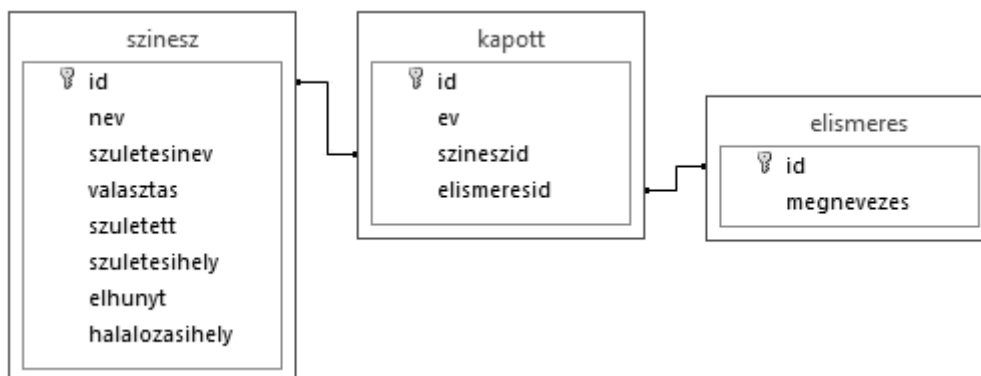 szinesz
id
nev
szuletesinev
valasztas
szuletett
szuletesihely
elhunyt
halalozasihely
kapott
id
ev
szineszid
elismeresid
elismeres
id
megnevezes